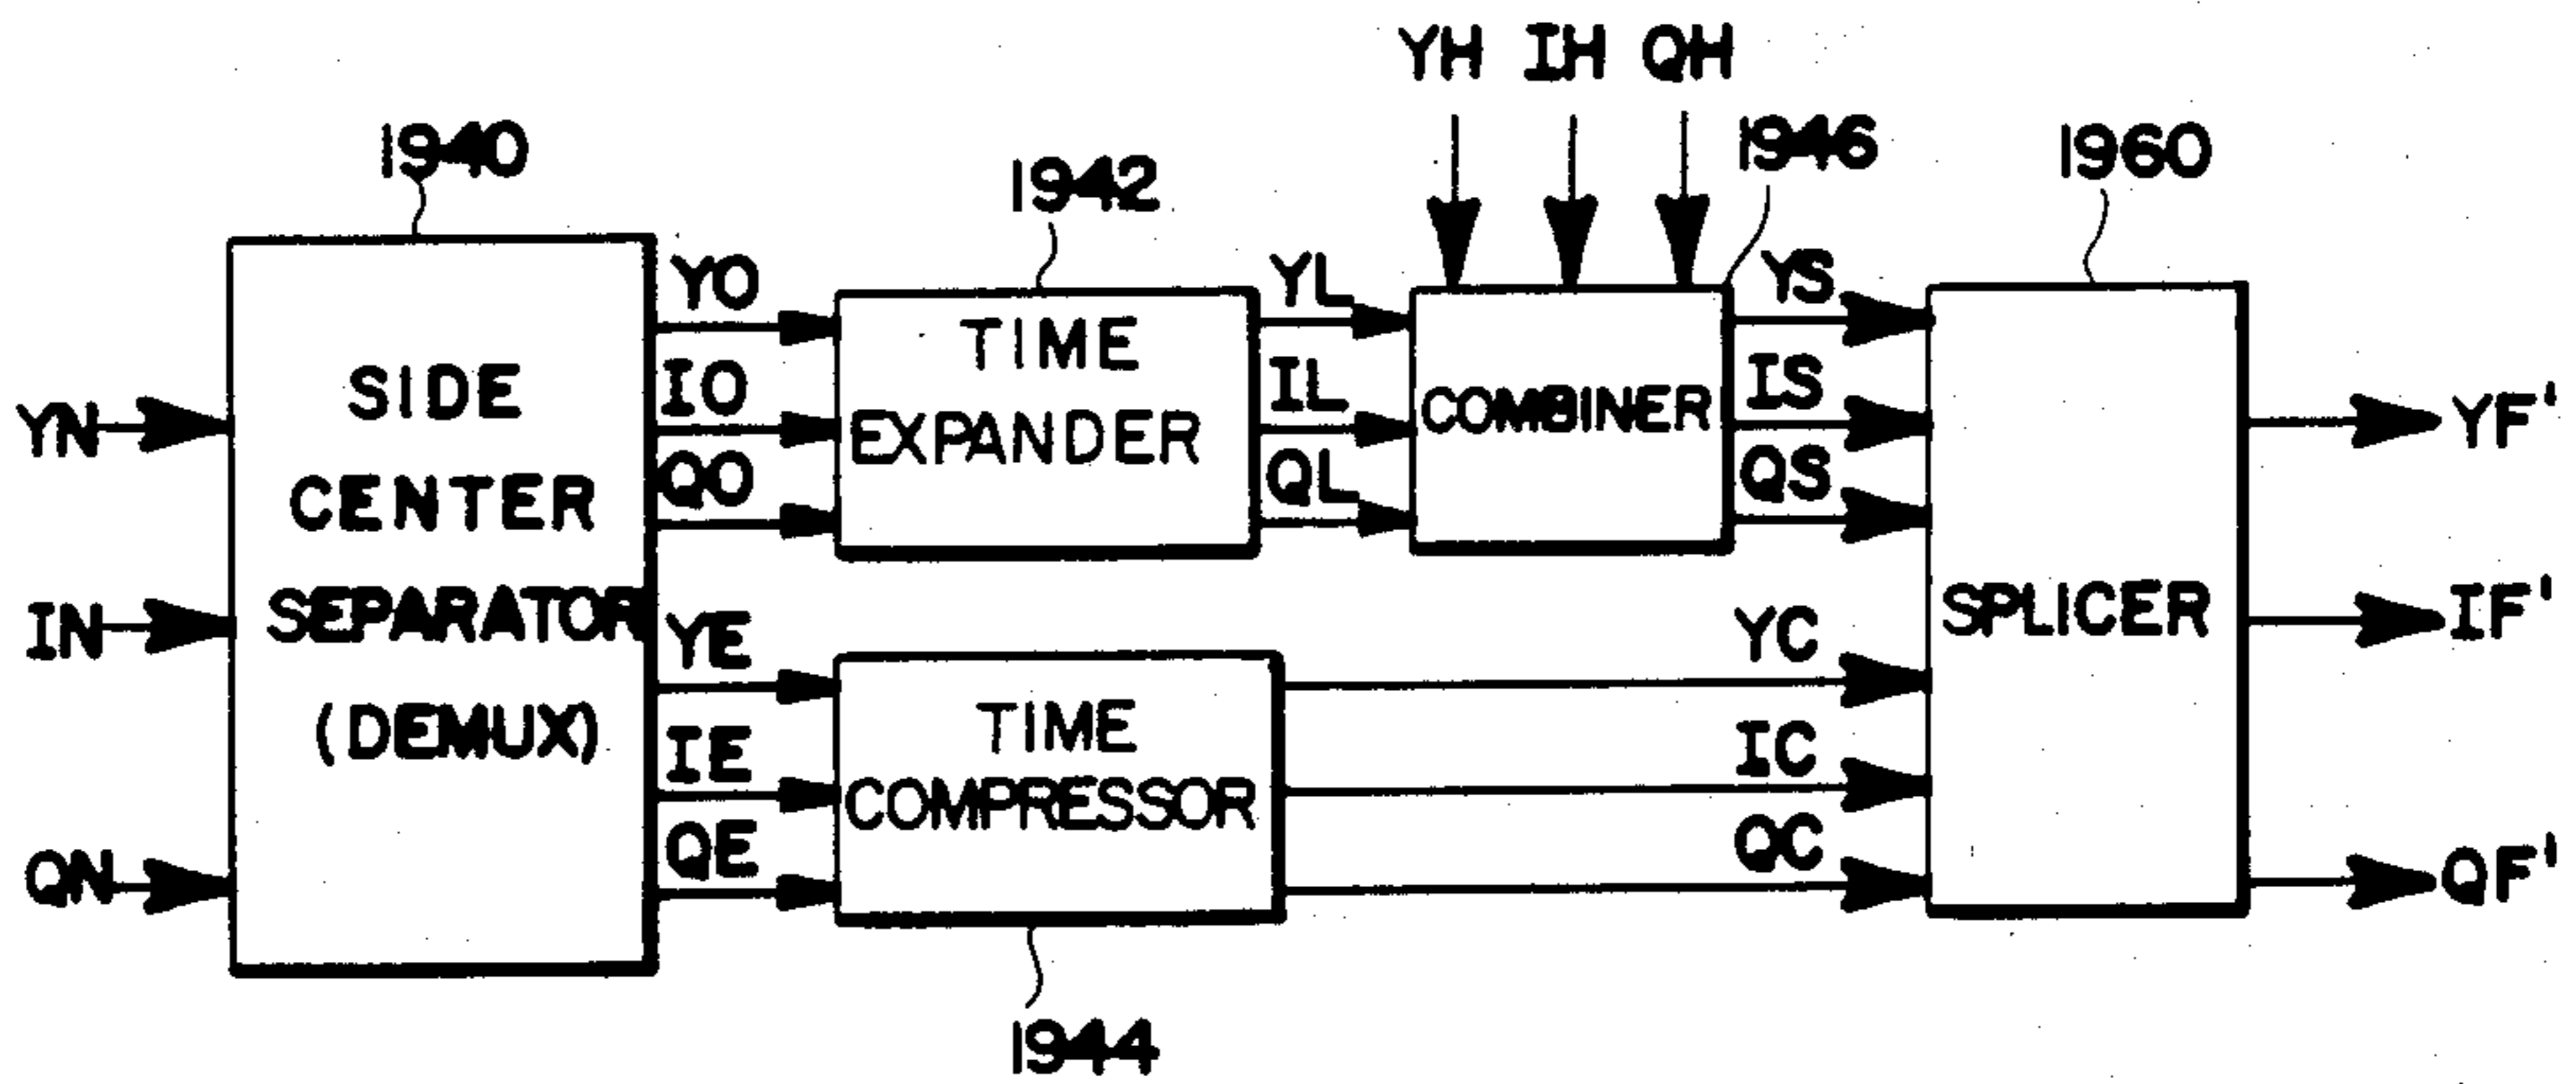 YH IH QH
1940
1942
1946
1960
YN
IN
QN
SIDE
CENTER
SEPARATOR
(DEMUX)
YO
IO
QO
YE
IE
QE
TIME
EXPANDER
TIME
COMPRESSOR
1944
YL
IL
QL
COMBINER
YS
IS
QS
YC
IC
QC
SPLICER
YF'
IF'
QF'